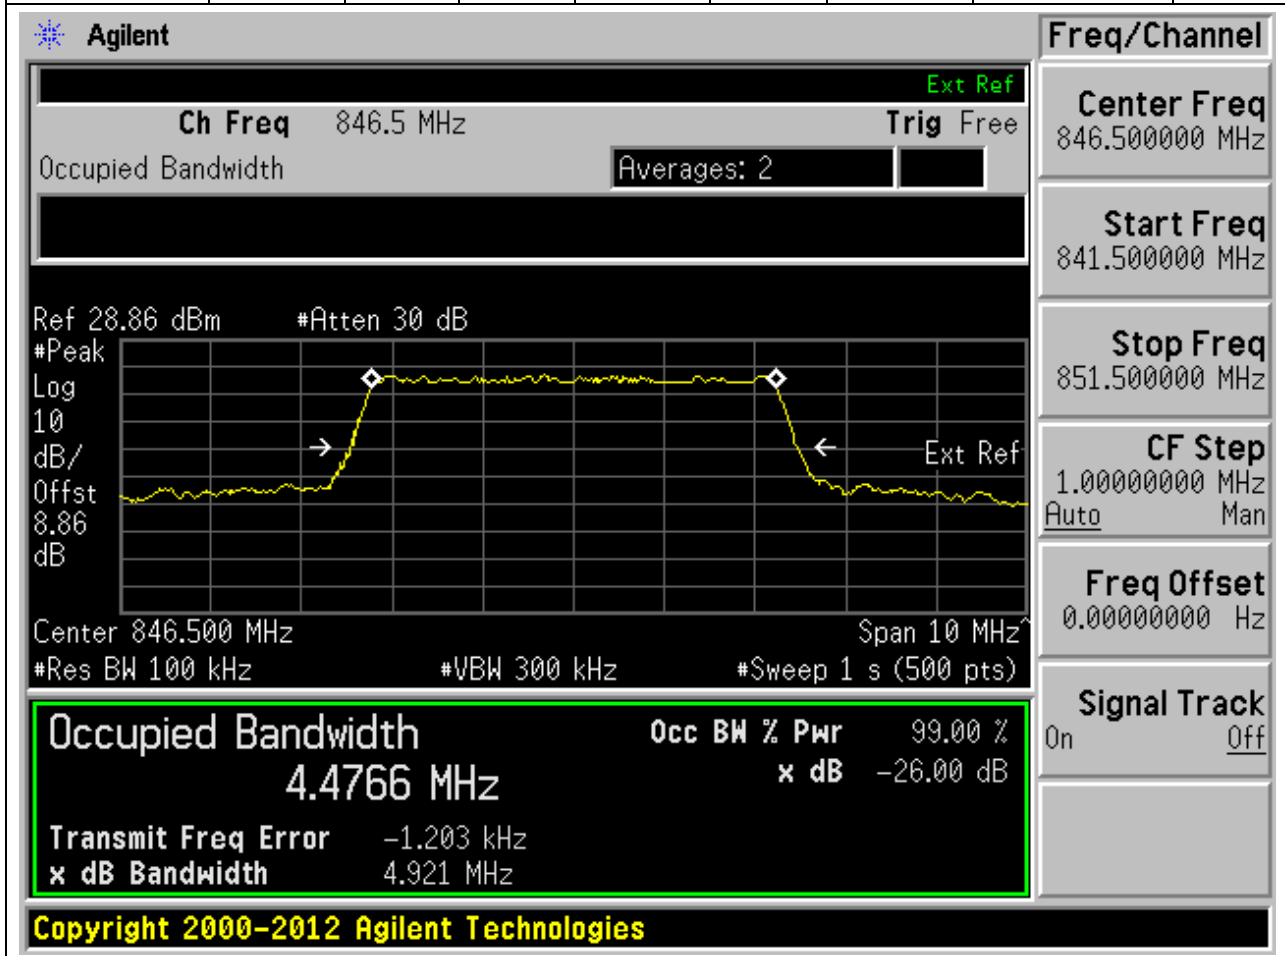 Agilent
Freq/Channel
Ext Ref
Ch Freq 846.5 MHz Trig Free
Occupied Bandwidth Averages: 2
Center Freq
846.500000 MHz
Start Freq
841.500000 MHz
Stop Freq
851.500000 MHz
CF Step
1.00000000 MHz
Auto Man
Freq Offset
0.00000000 Hz
Signal Track
On Off
Ref 28.86 dBm #Atten 30 dB
#Peak
Log
10
dB/
Offst
8.86
dB
Ext Ref
Center 846.500 MHz Span 10 MHz^
#Res BW 100 kHz #VBW 300 kHz #Sweep 1 s (500 pts)
Occupied Bandwidth Occ BW % Pwr 99.00 %
4.4766 MHz x dB -26.00 dB
Transmit Freq Error -1.203 kHz
x dB Bandwidth 4.921 MHz
Copyright 2000-2012 Agilent Technologies